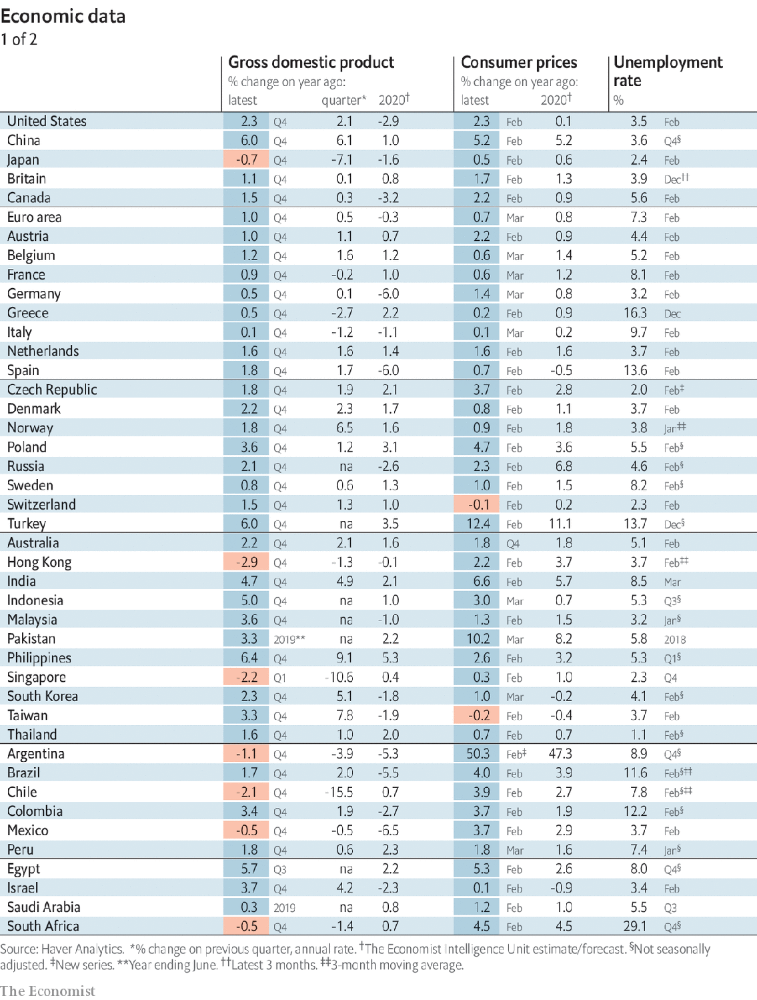 Economic data
1 of 2
Gross domestic product Consumer prices Unemployment
% change on year ago: % change on year ago: rate
latest quarter* 2020† latest 2020† %
United States 2.3 Q4 2.1 -2.9 2.3 Feb 0.1 3.5 Feb
China 6.0 Q4 6.1 1.0 5.2 Feb 5.2 3.6 Q4§
Japan -0.7 Q4 -7.1 -1.6 0.5 Feb 0.6 2.4 Feb
Britain 1.1 Q4 0.1 0.8 1.7 Feb 1.3 3.9 Dec††
Canada 1.5 Q4 0.3 -3.2 2.2 Feb 0.9 5.6 Feb
Euro area 1.0 Q4 0.5 -0.3 0.7 Mar 0.8 7.3 Feb
Austria 1.0 Q4 1.1 0.7 2.2 Feb 0.9 4.4 Feb
Belgium 1.2 Q4 1.6 1.2 0.6 Mar 1.4 5.2 Feb
France 0.9 Q4 -0.2 1.0 0.6 Mar 1.2 8.1 Feb
Germany 0.5 Q4 0.1 -6.0 1.4 Mar 0.8 3.2 Feb
Greece 0.5 Q4 -2.7 2.2 0.2 Feb 0.9 16.3 Dec
Italy 0.1 Q4 -1.2 -1.1 0.1 Mar 0.2 9.7 Feb
Netherlands 1.6 Q4 1.6 1.4 1.6 Feb 1.6 3.7 Feb
Spain 1.8 Q4 1.7 -6.0 0.7 Feb -0.5 13.6 Feb
Czech Republic 1.8 Q4 1.9 2.1 3.7 Feb 2.8 2.0 Feb‡
Denmark 2.2 Q4 2.3 1.7 0.8 Feb 1.1 3.7 Feb
Norway 1.8 Q4 6.5 1.6 0.9 Feb 1.8 3.8 Jan‡‡
Poland 3.6 Q4 1.2 3.1 4.7 Feb 3.6 5.5 Feb§
Russia 2.1 Q4 na -2.6 2.3 Feb 6.8 4.6 Feb§
Sweden 0.8 Q4 0.6 1.3 1.0 Feb 1.5 8.2 Feb§
Switzerland 1.5 Q4 1.3 1.0 -0.1 Feb 0.2 2.3 Feb
Turkey 6.0 Q4 na 3.5 12.4 Feb 11.1 13.7 Dec§
Australia 2.2 Q4 2.1 1.6 1.8 Q4 1.8 5.1 Feb
Hong Kong -2.9 Q4 -1.3 -0.1 2.2 Feb 3.7 3.7 Feb‡‡
India 4.7 Q4 4.9 2.1 6.6 Feb 5.7 8.5 Mar
Indonesia 5.0 Q4 na 1.0 3.0 Mar 0.7 5.3 Q3§
Malaysia 3.6 Q4 na -1.0 1.3 Feb 1.5 3.2 Jan§
Pakistan 3.3 2019** na 2.2 10.2 Mar 8.2 5.8 2018
Philippines 6.4 Q4 9.1 5.3 2.6 Feb 3.2 5.3 Q1§
Singapore -2.2 Q1 -10.6 0.4 0.3 Feb 1.0 2.3 Q4
South Korea 2.3 Q4 5.1 -1.8 1.0 Mar -0.2 4.1 Feb§
Taiwan 3.3 Q4 7.8 -1.9 -0.2 Feb -0.4 3.7 Feb
Thailand 1.6 Q4 1.0 2.0 0.7 Feb 0.7 1.1 Feb§
Argentina -1.1 Q4 -3.9 -5.3 50.3 Feb‡ 47.3 8.9 Q4§
Brazil 1.7 Q4 2.0 -5.5 4.0 Feb 3.9 11.6 Feb§‡‡
Chile -2.1 Q4 -15.5 0.7 3.9 Feb 2.7 7.8 Feb§‡‡
Colombia 3.4 Q4 1.9 -2.7 3.7 Feb 1.9 12.2 Feb§
Mexico -0.5 Q4 -0.5 -6.5 3.7 Feb 2.9 3.7 Feb
Peru 1.8 Q4 0.6 2.3 1.8 Mar 1.6 7.4 Jan§
Egypt 5.7 Q3 na 2.2 5.3 Feb 2.6 8.0 Q4§
Israel 3.7 Q4 4.2 -2.3 0.1 Feb -0.9 3.4 Feb
Saudi Arabia 0.3 2019 na 0.8 1.2 Feb 1.0 5.5 Q3
South Africa -0.5 Q4 -1.4 0.7 4.5 Feb 4.5 29.1 Q4§
Source: Haver Analytics. *% change on previous quarter, annual rate. †The Economist Intelligence Unit estimate/forecast. §Not seasonally
adjusted. ‡New series. **Year ending June. ††Latest 3 months. ‡‡3-month moving average.
The Economist